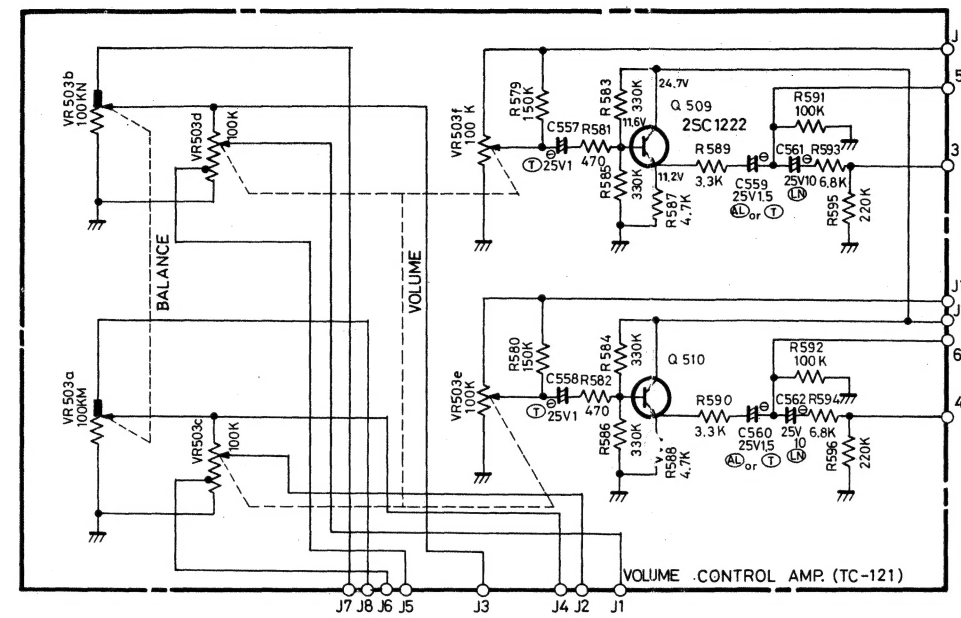 J
5
3
VR503b
100KN
VR503d
100K
VR503f
100 K
R579
150K
C557
T
⊖
25V1
R581
470
R583
330K
11.6V
24.7V
Q 509
2SC1222
11.2V
R585
330K
R587
4.7K
R589
3.3K
⊖
C559
25V1.5
AL or T
R591
100K
C561
⊖
25V10
LN
R593
6.8K
R595
220K
BALANCE
VOLUME
VR503a
100KM
VR503c
100K
VR503e
100K
R580
150K
C558
T
⊖
25V1
R582
470
R584
330K
Q 510
R586
330K
R588
4.7K
R590
3.3K
⊖
C560
25V1.5
AL or T
R592
100K
C562
⊖
25V
10
LN
R594
6.8K
R596
220K
J
6
4
VOLUME CONTROL AMP. (TC-121)
J7 J8 J6 J5 J3 J4 J2 J1